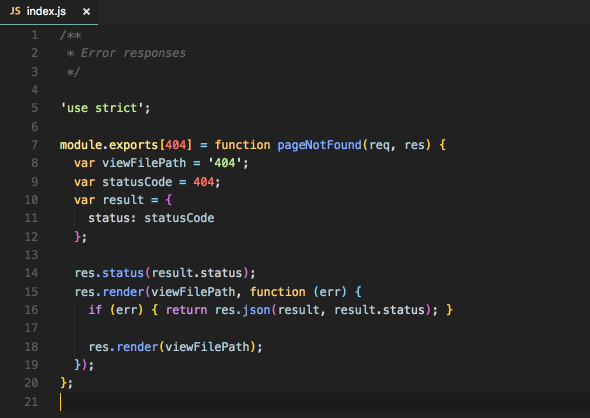 JS index.js ×
1 /**
2  * Error responses
3  */
4
5 'use strict';
6
7 module.exports[404] = function pageNotFound(req, res) {
8   var viewFilePath = '404';
9   var statusCode = 404;
10   var result = {
11     status: statusCode
12   };
13
14   res.status(result.status);
15   res.render(viewFilePath, function (err) {
16     if (err) { return res.json(result, result.status); }
17
18     res.render(viewFilePath);
19   });
20 };
21